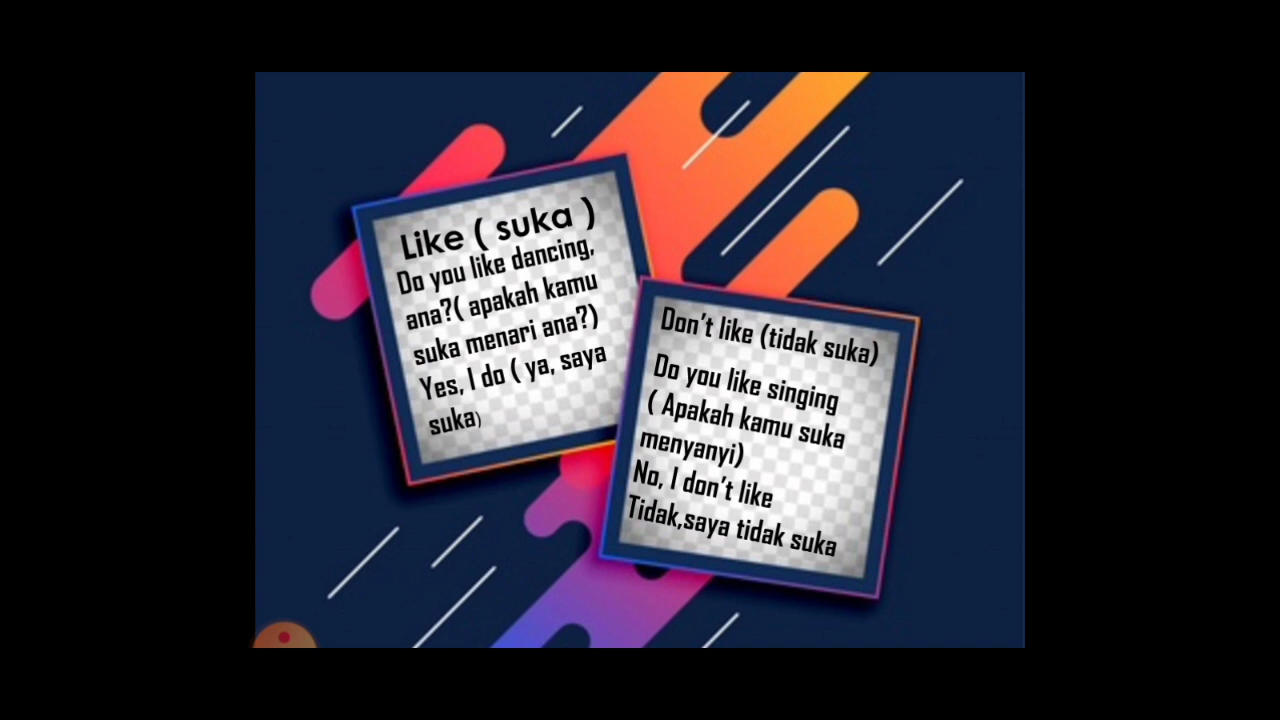 Like ( suka )
Do you like dancing,
ana?( apakah kamu
suka menari ana?)
Yes, I do ( ya, saya
suka)
Don't like (tidak suka)
Do you like singing
( Apakah kamu suka
menyanyi)
No, I don't like
Tidak,saya tidak suka